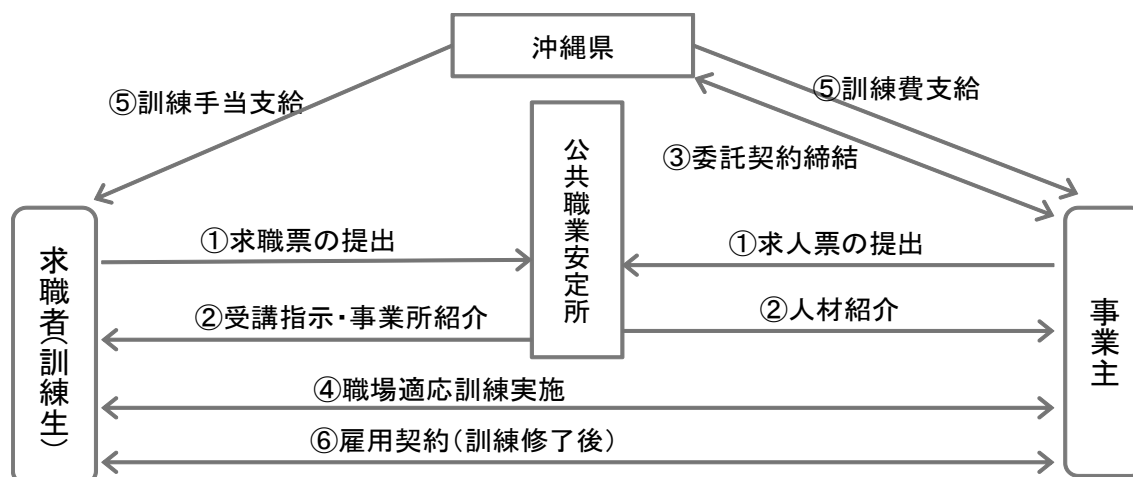 沖縄県
⑤訓練手当支給
⑤訓練費支給
公共職業安定所
③委託契約締結
求職者(訓練生)
①求職票の提出
①求人票の提出
事業主
②受講指示・事業所紹介
②人材紹介
④職場適応訓練実施
⑥雇用契約(訓練修了後)